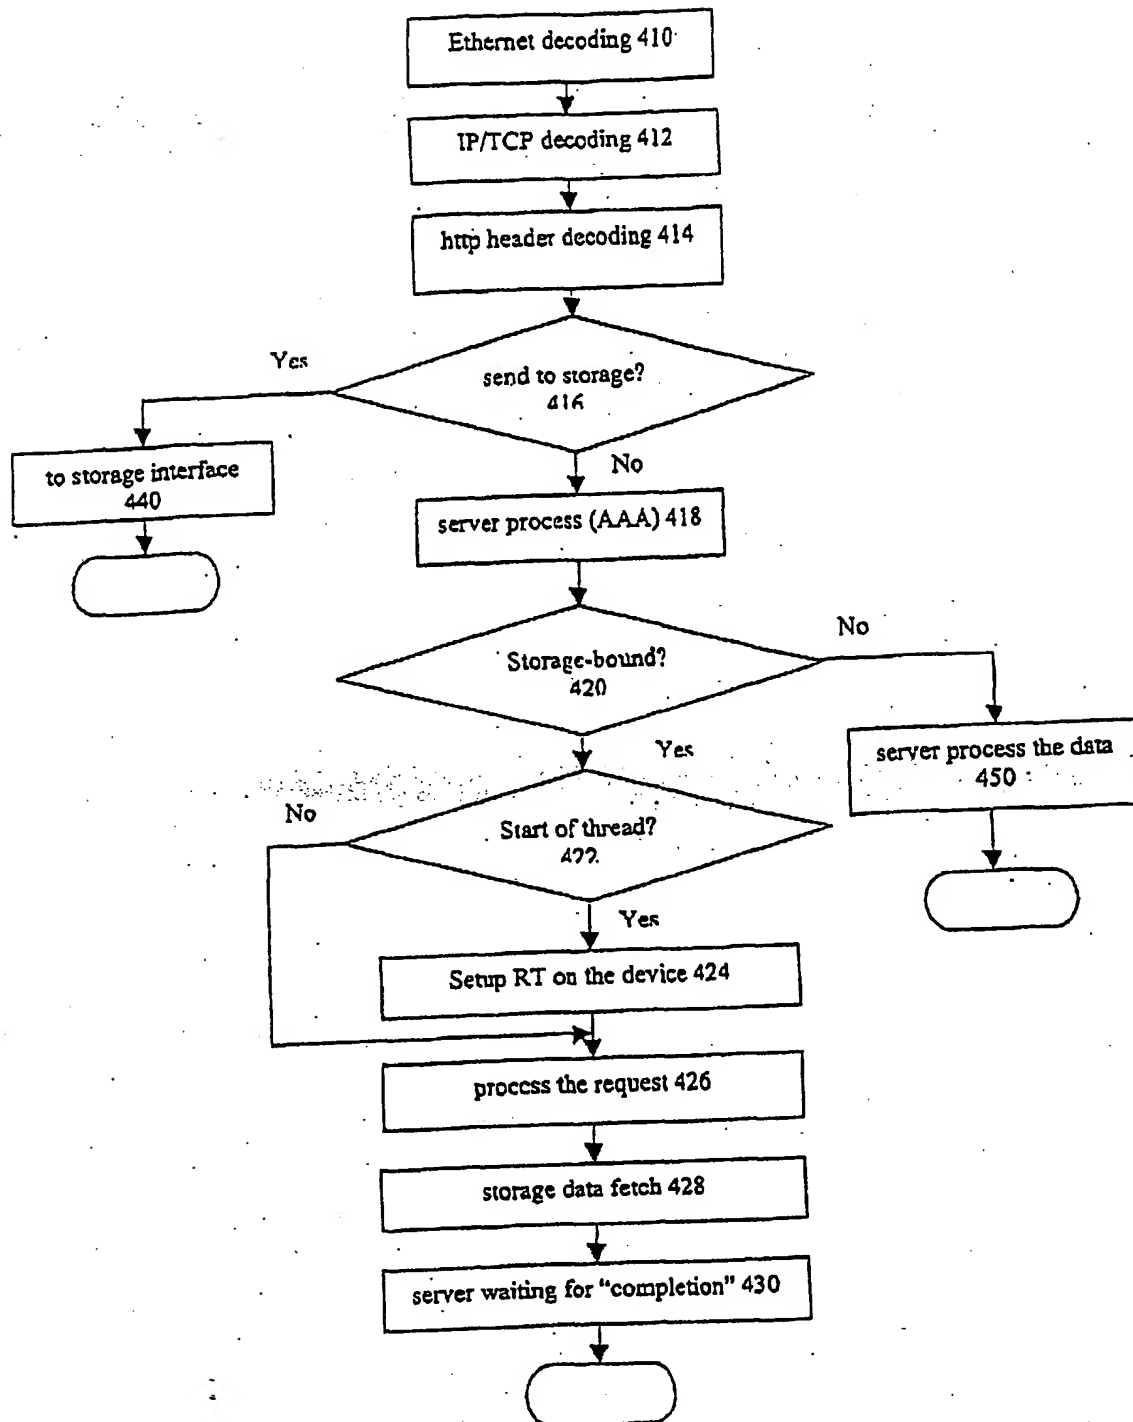 Ethernet decoding 410
IP/TCP decoding 412
http header decoding 414
Yes
send to storage?
416
to storage interface
440
No
server process (AAA) 418
No
Storage-bound?
420
Yes
server process the data
450
No
Start of thread?
422
Yes
Setup RT on the device 424
process the request 426
storage data fetch 428
server waiting for “completion” 430